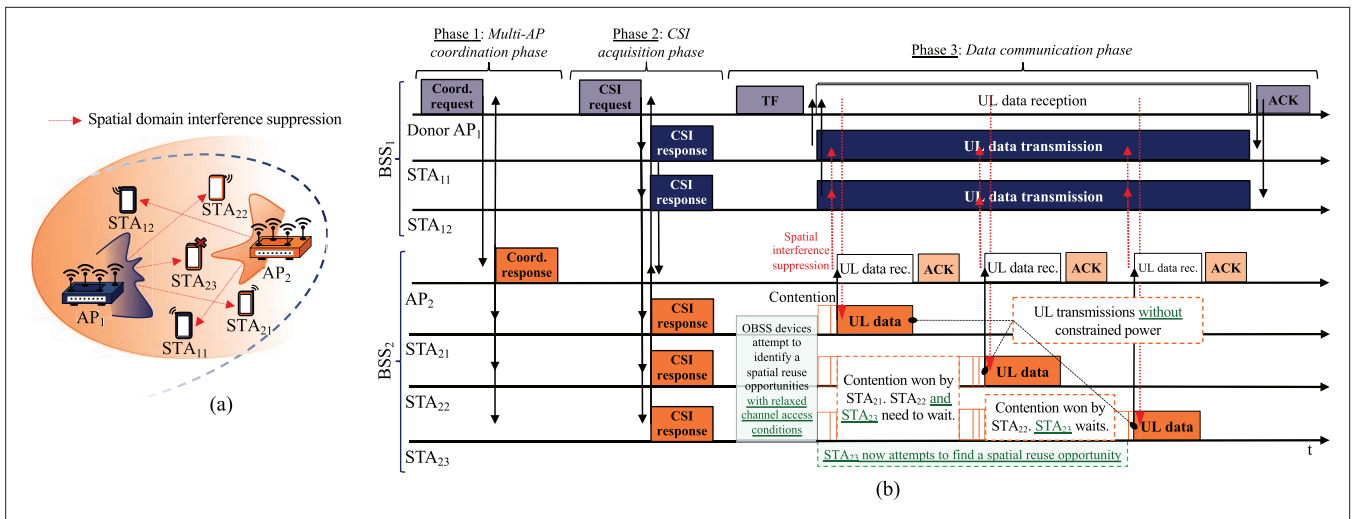 Spatial domain interference suppression
STA12
STA22
STA23
AP2
AP1
STA21
STA11
(a)
Phase 1: Multi-AP
coordination phase
Phase 2: CSI
acquisition phase
Phase 3: Data communication phase
BSS1
Coord.
request
CSI
request
TF
UL data reception
ACK
Donor AP1
CSI
response
UL data transmission
STA11
CSI
response
UL data transmission
STA12
BSS2
Coord.
response
Spatial
interference
suppression
UL data rec.
ACK
UL data rec.
ACK
UL data rec.
ACK
AP2
Contention
CSI
response
UL data
UL transmissions without
constrained power
STA21
OBSS devices
attempt to
identify a
spatial reuse
opportunities
with relaxed
channel access
conditions
CSI
response
Contention won by
STA21. STA22 and
STA23 need to wait.
UL data
STA22
CSI
response
Contention won by
STA22. STA23 waits.
UL data
STA23
STA23 now attempts to find a spatial reuse opportunity
t
(b)